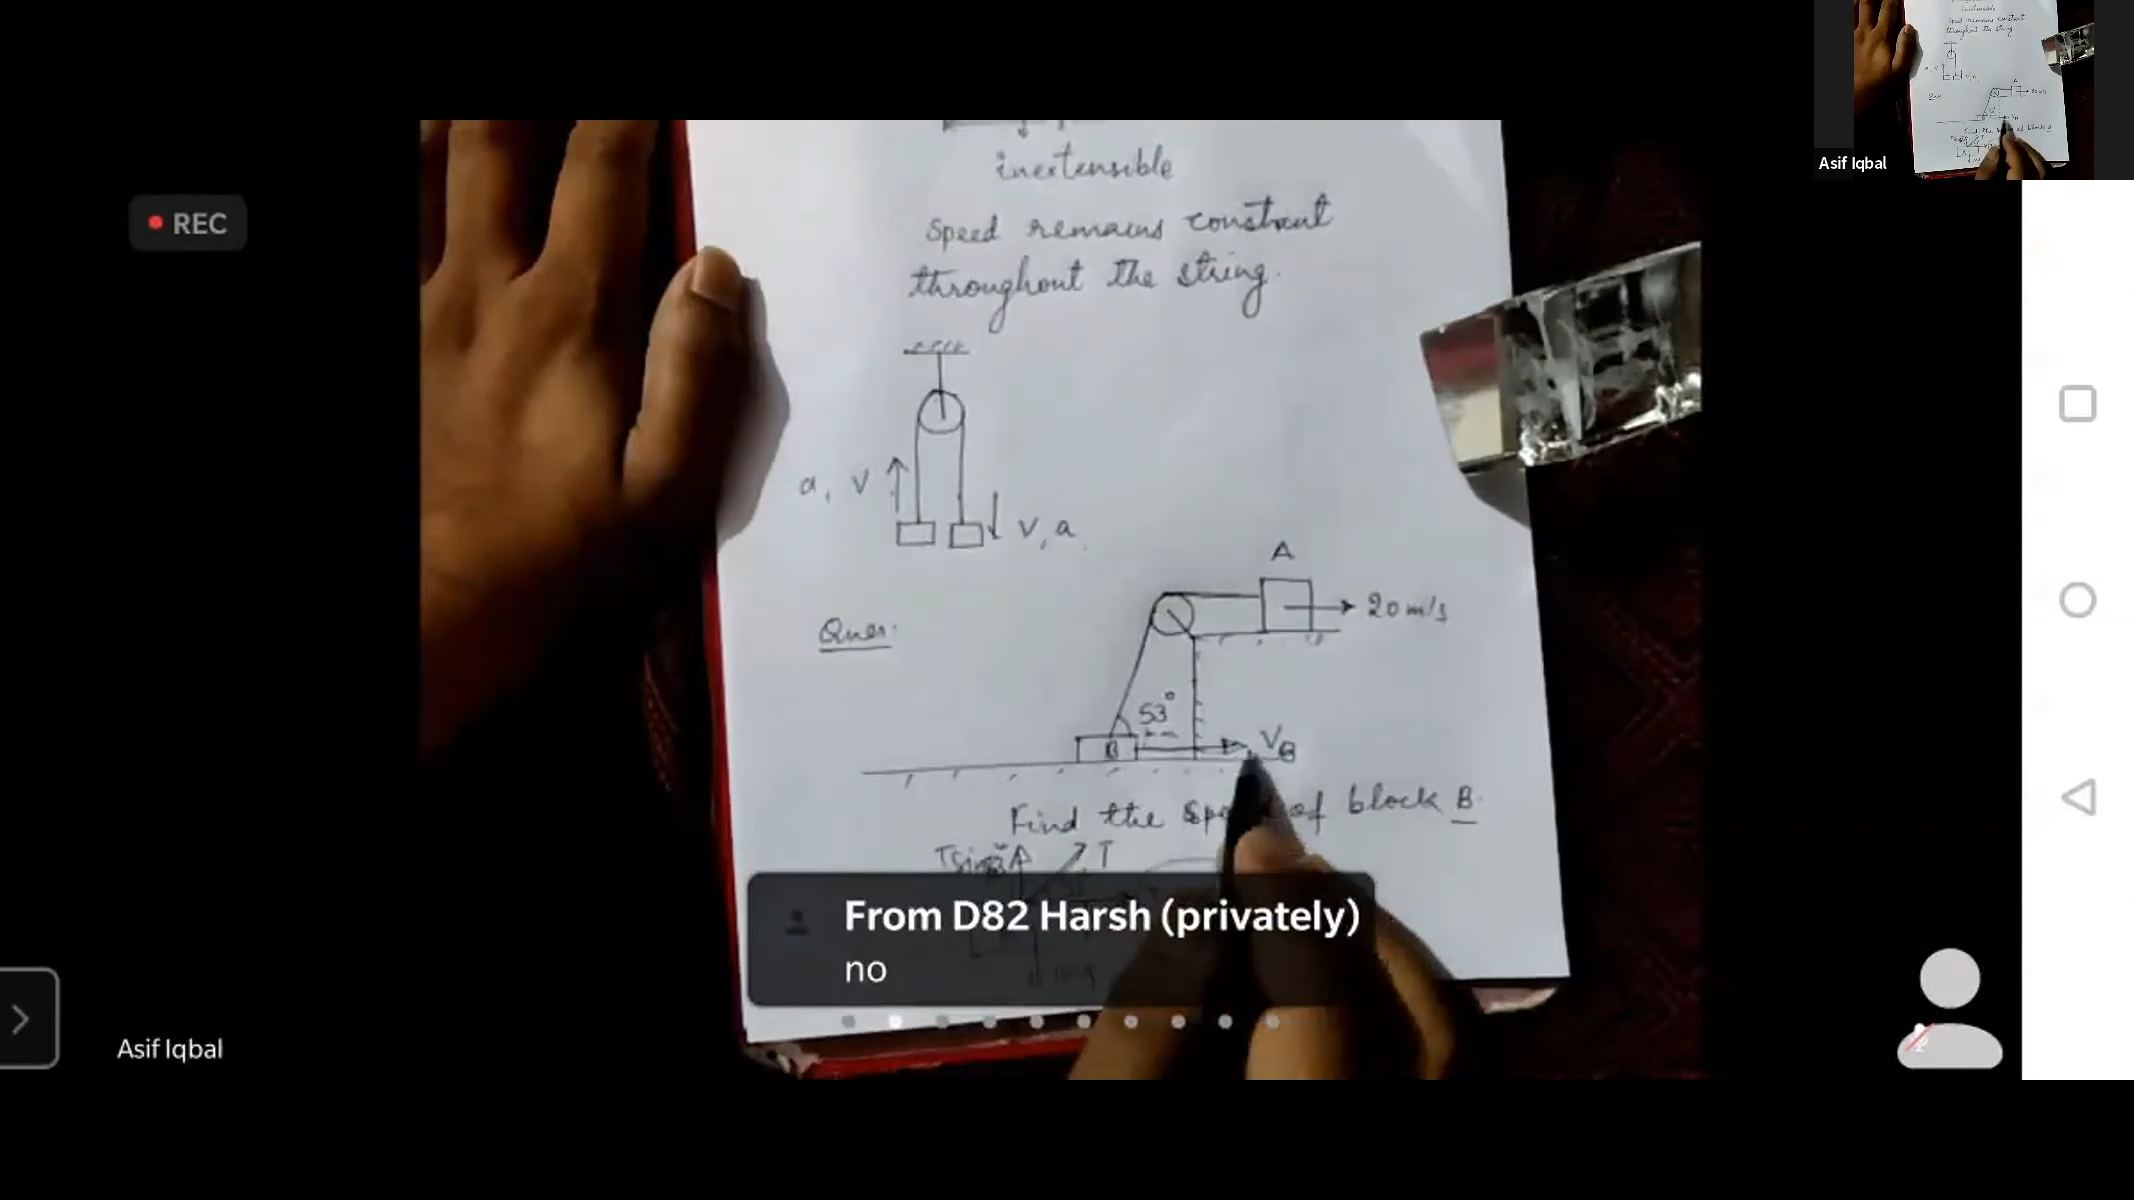 inextensible
Speed remains constant
throughout the string.
a, V
V, a
Ques.
A
20 m/s
53°
B
VB
Find the of block B.
T
From D82 Harsh (privately)
no
REC
Asif Iqbal
Asif Iqbal